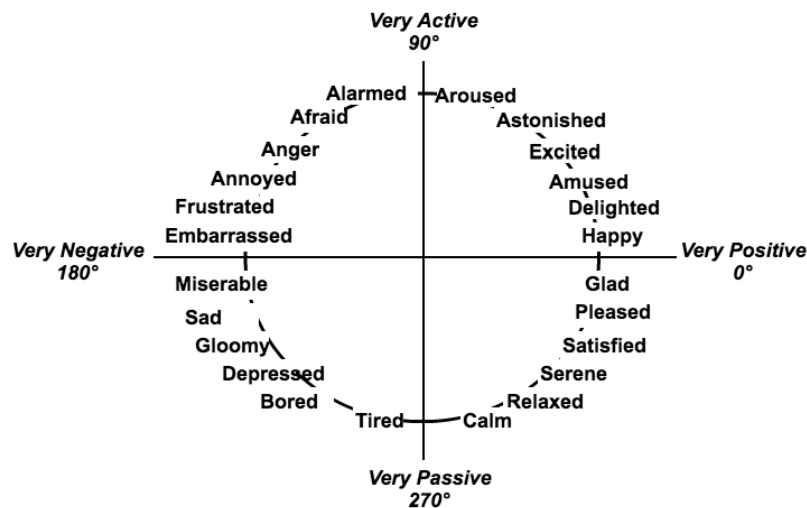 Very Active
90°
Alarmed
Aroused
Afraid
Astonished
Anger
Excited
Annoyed
Amused
Frustrated
Delighted
Embarrassed
Happy
Very Negative
180°
Very Positive
0°
Miserable
Glad
Sad
Pleased
Gloomy
Satisfied
Depressed
Serene
Bored
Relaxed
Tired
Calm
Very Passive
270°